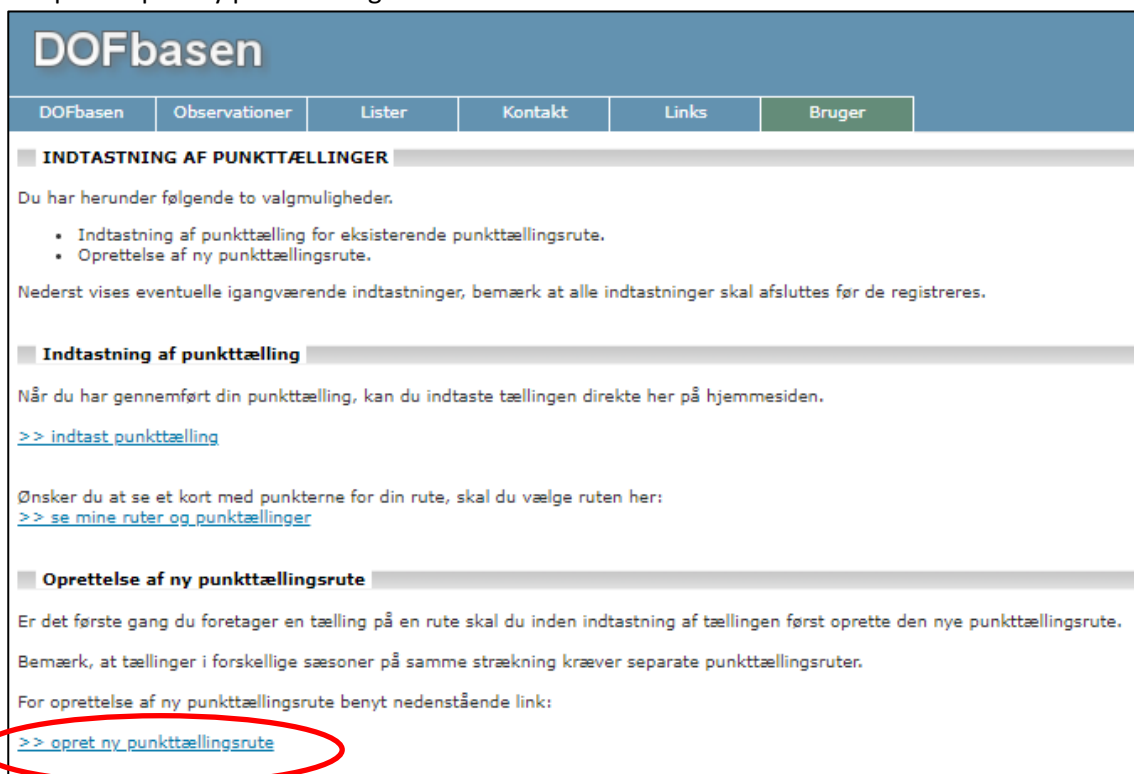 DOFbasen
DOFbasen Observationer Lister Kontakt Links Bruger
INDTASTNING AF PUNKTTÆLLINGER
Du har herunder følgende to valgmuligheder.
• Indtastning af punkttælling for eksisterende punkttællingsrute.
• Oprettelse af ny punkttællingsrute.
Nederst vises eventuelle igangværende indtastninger, bemærk at alle indtastninger skal afsluttes før de registreres.
Indtastning af punkttælling
Når du har gennemført din punkttælling, kan du indtaste tællingen direkte her på hjemmesiden.
>> indtast punkttælling
Ønsker du at se et kort med punkterne for din rute, skal du vælge ruten her:
>> se mine ruter og punktællinger
Oprettelse af ny punkttællingsrute
Er det første gang du foretager en tælling på en rute skal du inden indtastning af tællingen først oprette den nye punkttællingsrute.
Bemærk, at tællinger i forskellige sæsoner på samme strækning kræver separate punkttællingsruter.
For oprettelse af ny punkttællingsrute benyt nedenstående link:
>> opret ny punkttællingsrute